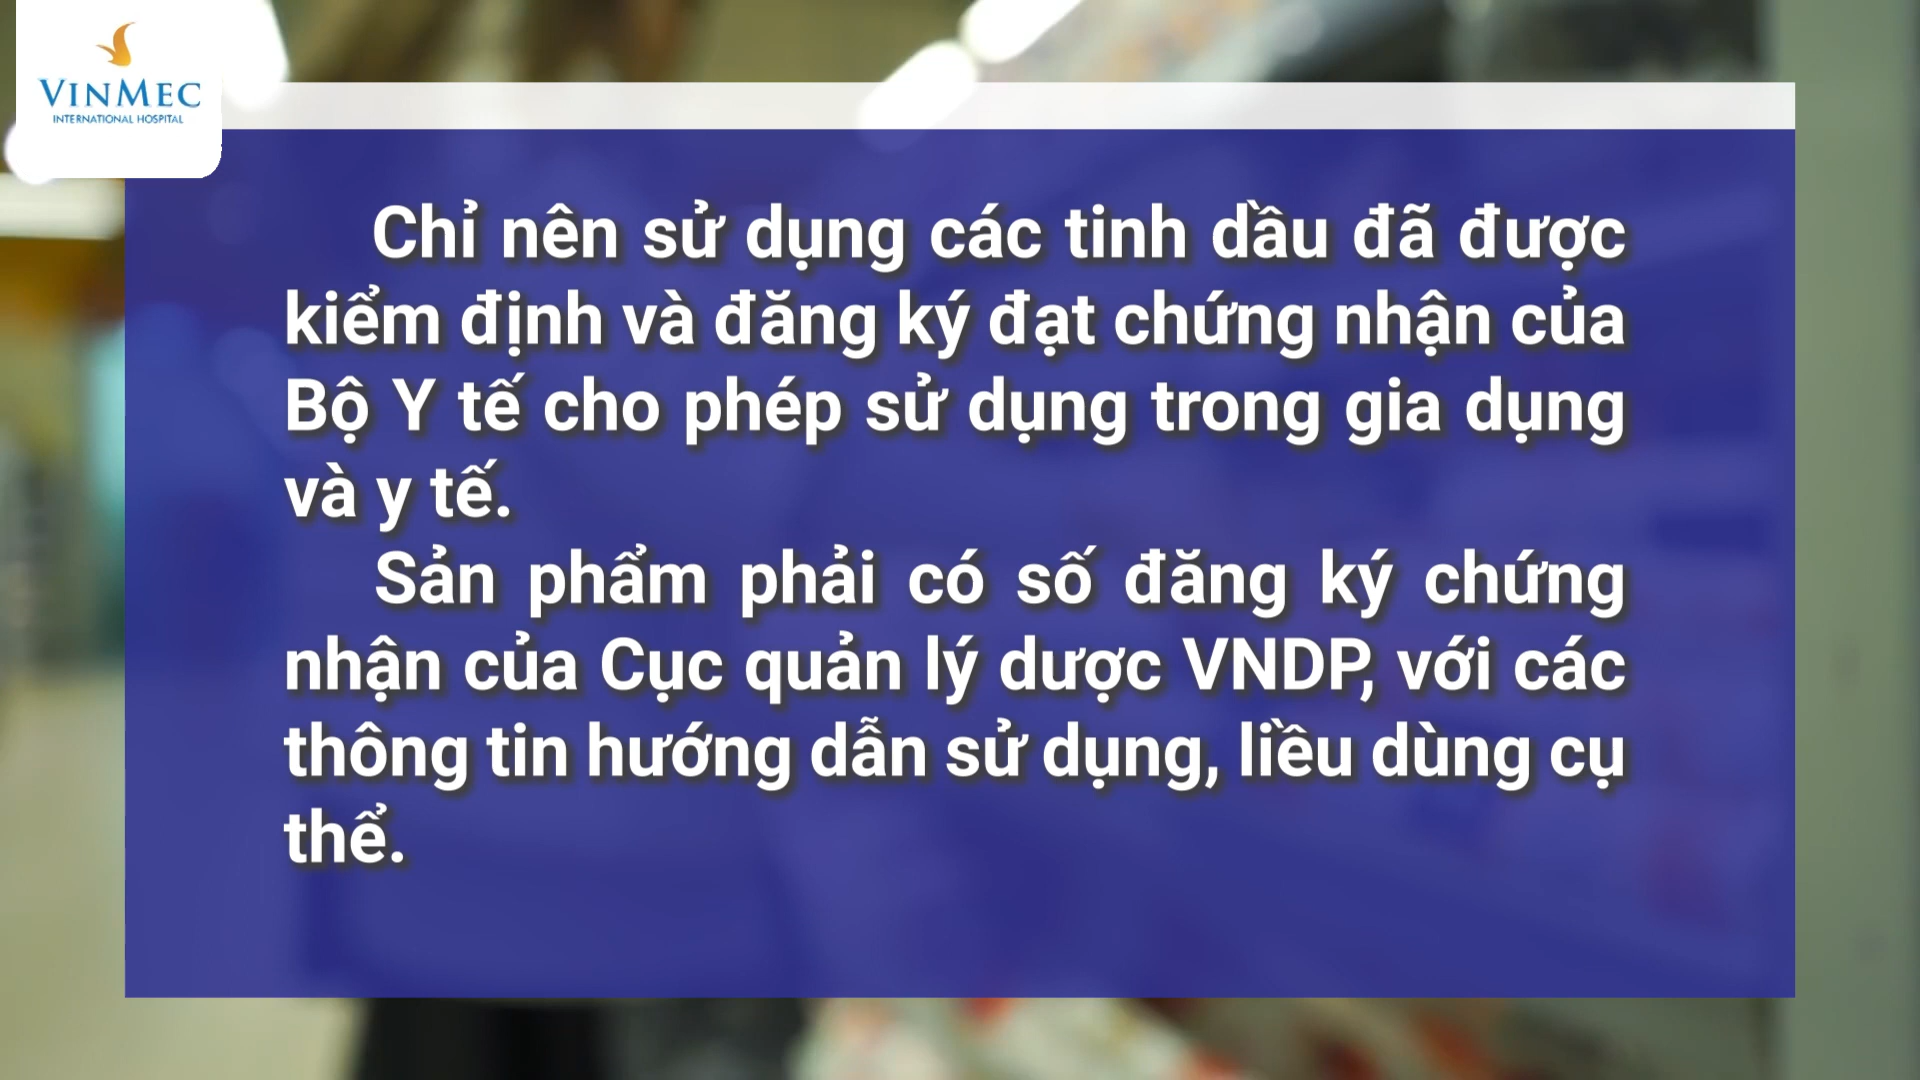 VINMEC
INTERNATIONAL HOSPITAL
Chỉ nên sử dụng các tinh dầu đã được
kiểm định và đăng ký đạt chứng nhận của
Bộ Y tế cho phép sử dụng trong gia dụng
và y tế.
Sản phẩm phải có số đăng ký chứng
nhận của Cục quản lý dược VNDP, với các
thông tin hướng dẫn sử dụng, liều dùng cụ
thể.